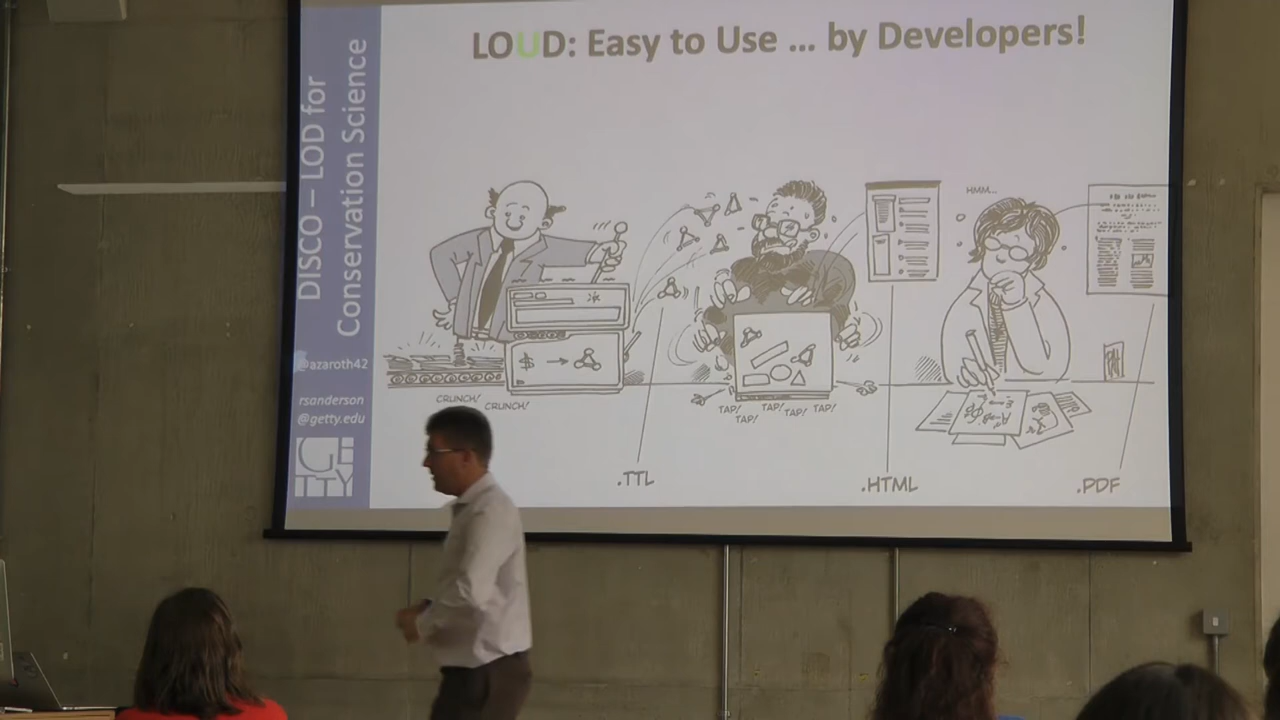 LOUD: Easy to Use ... by Developers!
DISCO – LOD for
Conservation Science
@azaroth42
rsanderson
@getty.edu
GETTY
CRUNCH!
CRUNCH!
$
TAP!
TAP!
TAP!
TAP!
TAP!
HMM...
.TTL
.HTML
.PDF